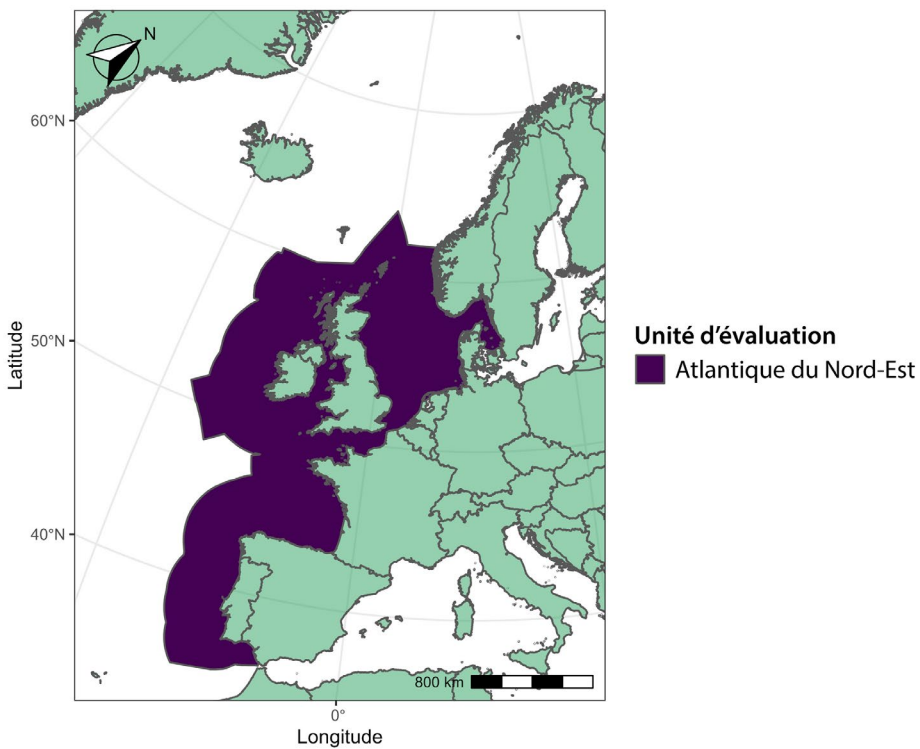 N
60°N
50°N
40°N
Latitude
Unité d'évaluation
Atlantique du Nord-Est
800 km
0°
Longitude